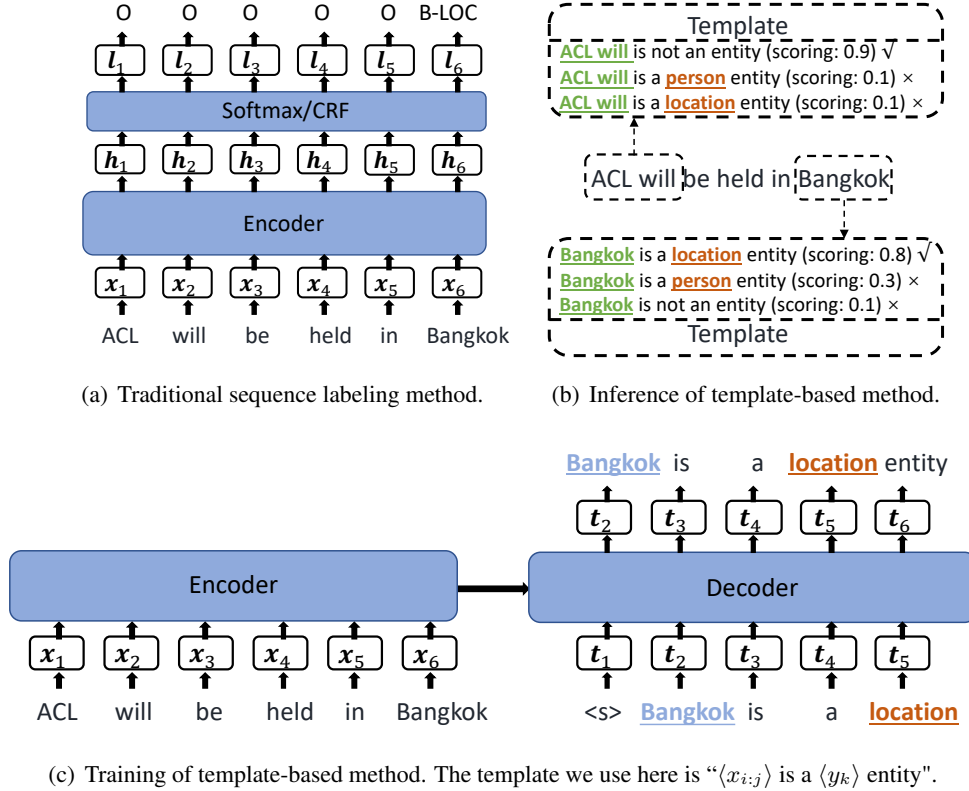 O O O O O B-LOC
l₁ l₂ l₃ l₄ l₅ l₆
Softmax/CRF
h₁ h₂ h₃ h₄ h₅ h₆
Encoder
x₁ x₂ x₃ x₄ x₅ x₆
ACL will be held in Bangkok
(a) Traditional sequence labeling method.
Template
ACL will is not an entity (scoring: 0.9) √
ACL will is a person entity (scoring: 0.1) ×
ACL will is a location entity (scoring: 0.1) ×
ACL will be held in Bangkok
Bangkok is a location entity (scoring: 0.8) √
Bangkok is a person entity (scoring: 0.3) ×
Bangkok is not an entity (scoring: 0.1) ×
Template
(b) Inference of template-based method.
Encoder
x₁ x₂ x₃ x₄ x₅ x₆
ACL will be held in Bangkok
Bangkok is a location entity
t₂ t₃ t₄ t₅ t₆
Decoder
t₁ t₂ t₃ t₄ t₅
<s> Bangkok is a location
(c) Training of template-based method. The template we use here is “⟨x_{i:j}⟩ is a ⟨y_k⟩ entity".